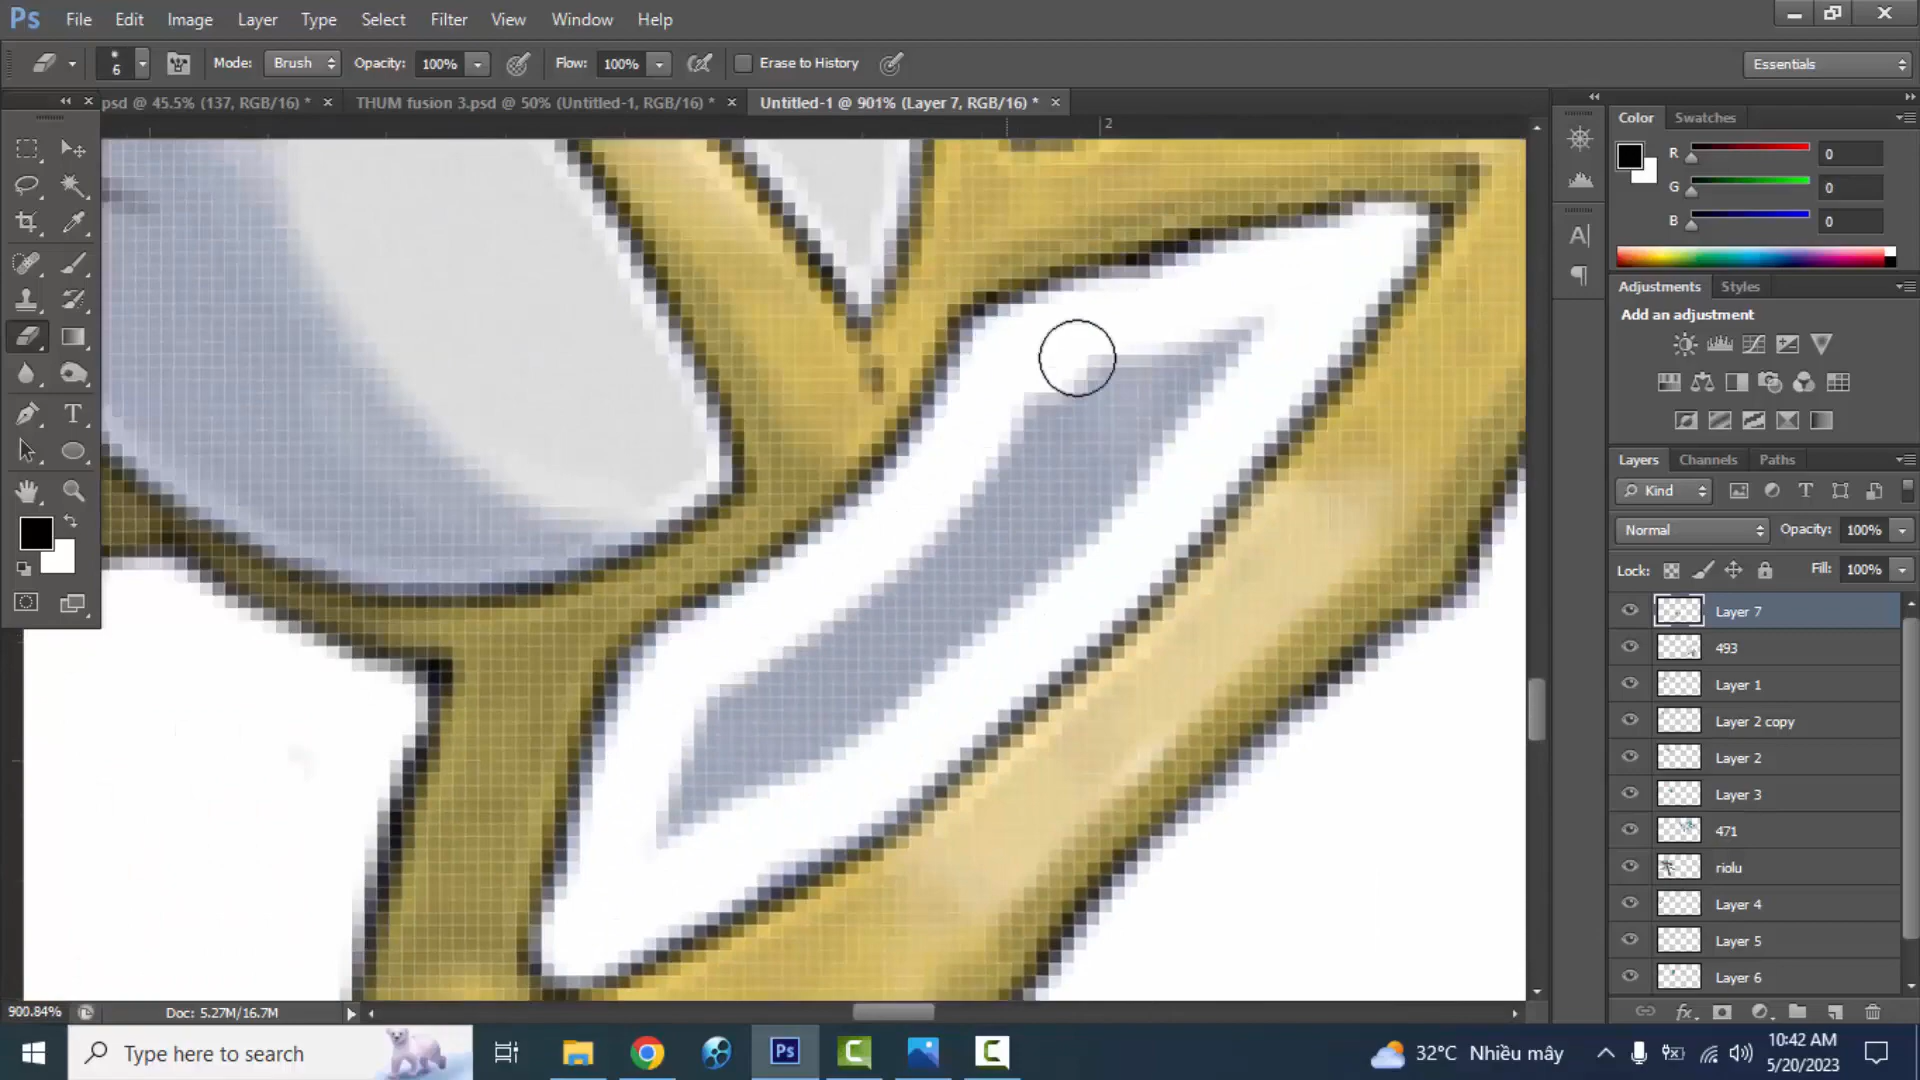 Ps File Edit Image Layer Type Select Filter View Window Help
6 Mode: Brush Opacity: 100% Flow: 100% Erase to History Essentials
psd @ 45.5% (137, RGB/16) * × THUM fusion 3.psd @ 50% (Untitled-1, RGB/16) * × Untitled-1 @ 901% (Layer 7, RGB/16) * ×
2
Color Swatches
R 0
G 0
B 0
Adjustments Styles
Add an adjustment
Layers Channels Paths
Kind
Normal Opacity: 100%
Lock: Fill: 100%
Layer 7
493
Layer 1
Layer 2 copy
Layer 2
Layer 3
471
riolu
Layer 4
Layer 5
Layer 6
900.84% Doc: 5.27M/16.7M
Type here to search
32°C Nhiều mây
10:42 AM
5/20/2023